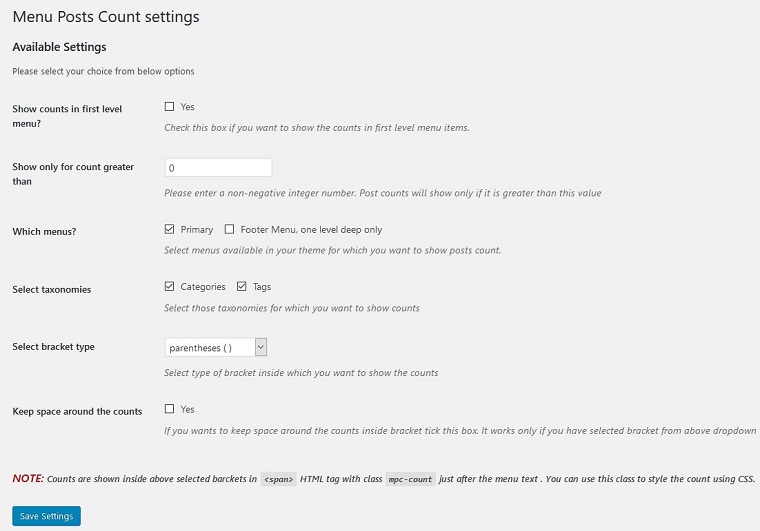 Menu Posts Count settings
Available Settings
Please select your choice from below options
Show counts in first level
menu?
Yes
Check this box if you want to show the counts in first level menu items.
Show only for count greater
than
0
Please enter a non-negative integer number. Post counts will show only if it is greater than this value
Which menus?
Primary Footer Menu, one level deep only
Select menus available in your theme for which you want to show posts count.
Select taxonomies
Categories Tags
Select those taxonomies for which you want to show counts
Select bracket type
parentheses ( )
Select type of bracket inside which you want to show the counts
Keep space around the counts
Yes
If you wants to keep space around the counts inside bracket tick this box. It works only if you have selected bracket from above dropdown
NOTE: Counts are shown inside above selected barckets in <span> HTML tag with class mpc-count just after the menu text . You can use this class to style the count using CSS.
Save Settings